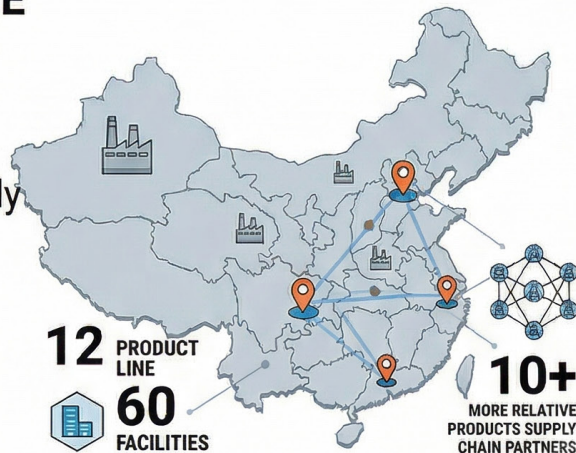 E
ly
12 PRODUCT
LINE
60
FACILITIES
10+
MORE RELATIVE
PRODUCTS SUPPLY
CHAIN PARTNERS